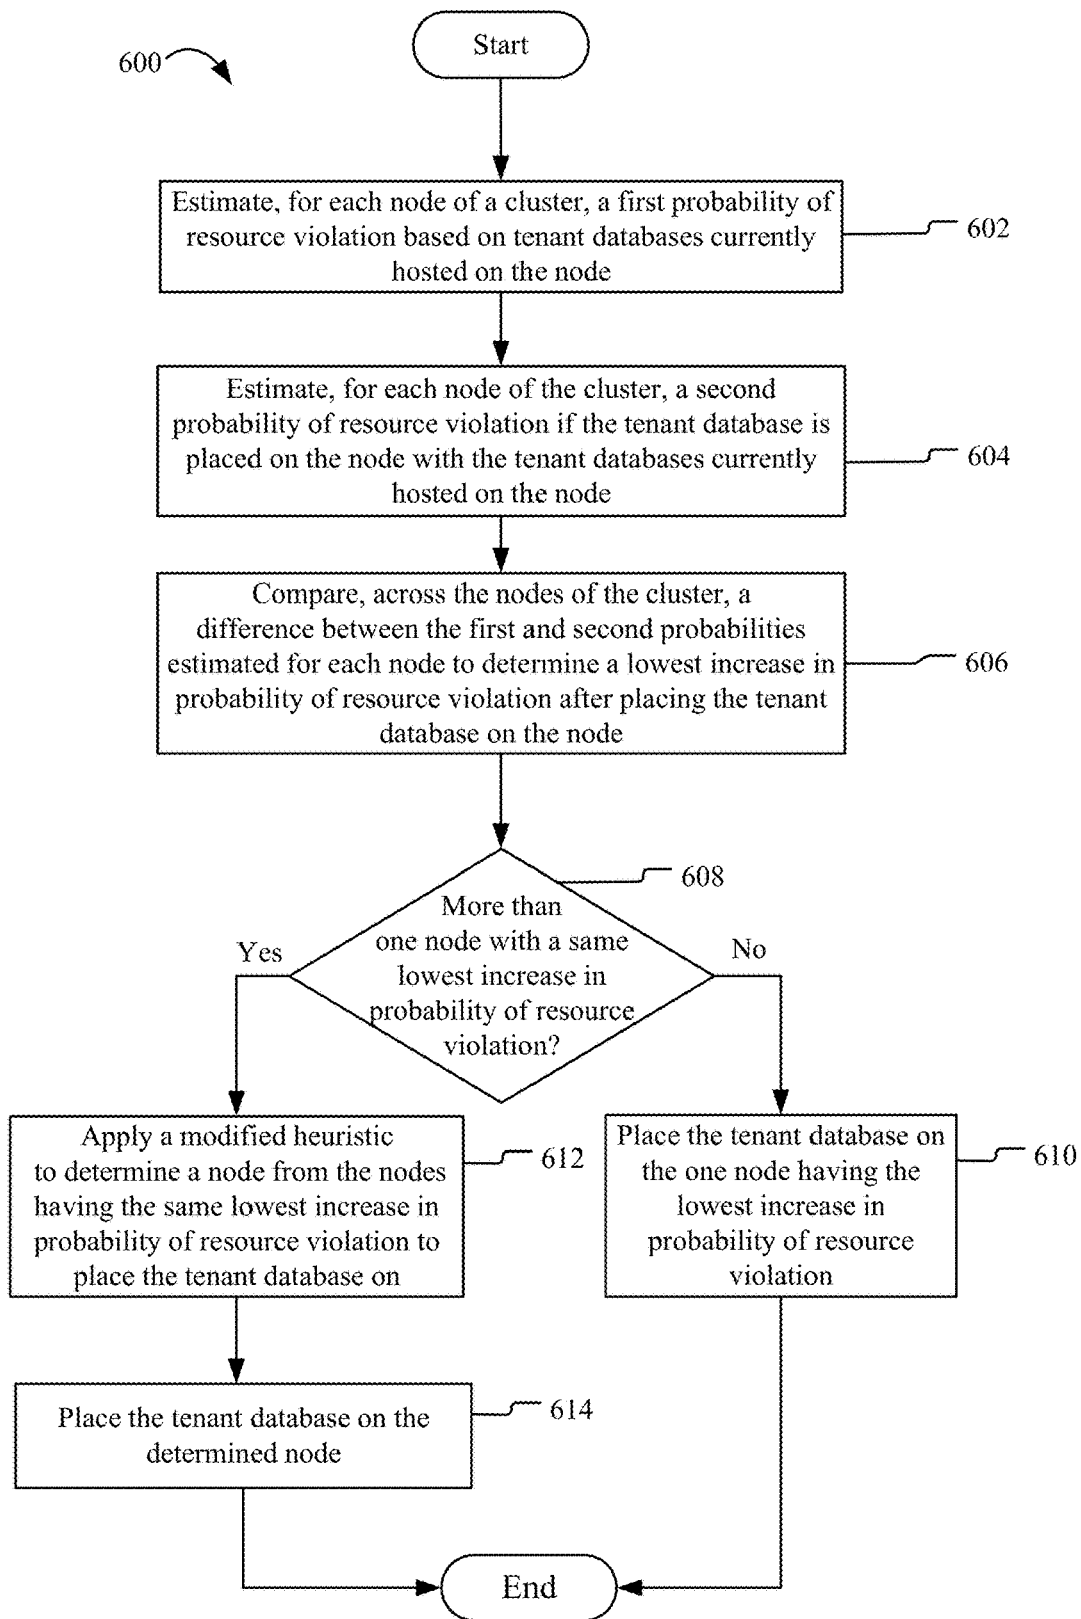 Start
600
Estimate, for each node of a cluster, a first probability of
resource violation based on tenant databases currently
hosted on the node
602
Estimate, for each node of the cluster, a second
probability of resource violation if the tenant database is
placed on the node with the tenant databases currently
hosted on the node
604
Compare, across the nodes of the cluster, a
difference between the first and second probabilities
estimated for each node to determine a lowest increase in
probability of resource violation after placing the tenant
database on the node
606
608
More than
one node with a same
lowest increase in
probability of resource
violation?
Yes
No
Apply a modified heuristic
to determine a node from the nodes
having the same lowest increase in
probability of resource violation to
place the tenant database on
612
Place the tenant database on
the one node having the
lowest increase in
probability of resource
violation
610
Place the tenant database on the
determined node
614
End